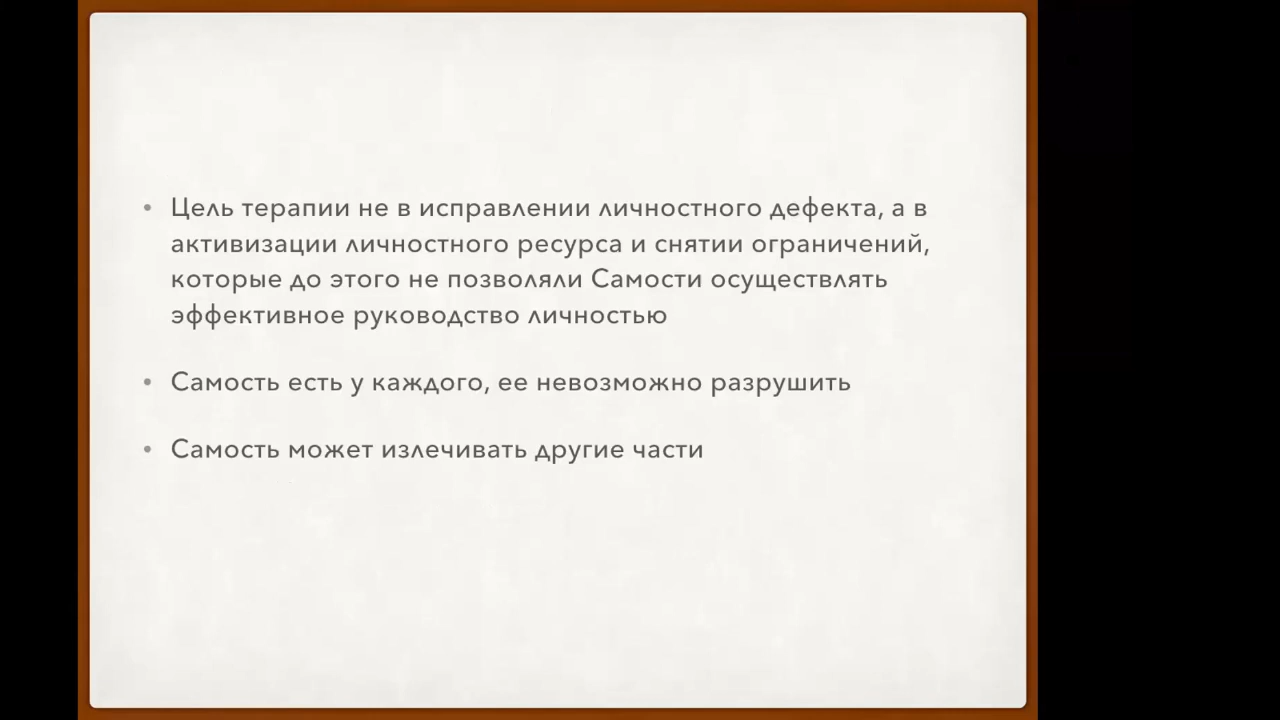 • Цель терапии не в исправлении личностного дефекта, а в
активизации личностного ресурса и снятии ограничений,
которые до этого не позволяли Самости осуществлять
эффективное руководство личностью
• Самость есть у каждого, ее невозможно разрушить
• Самость может излечивать другие части